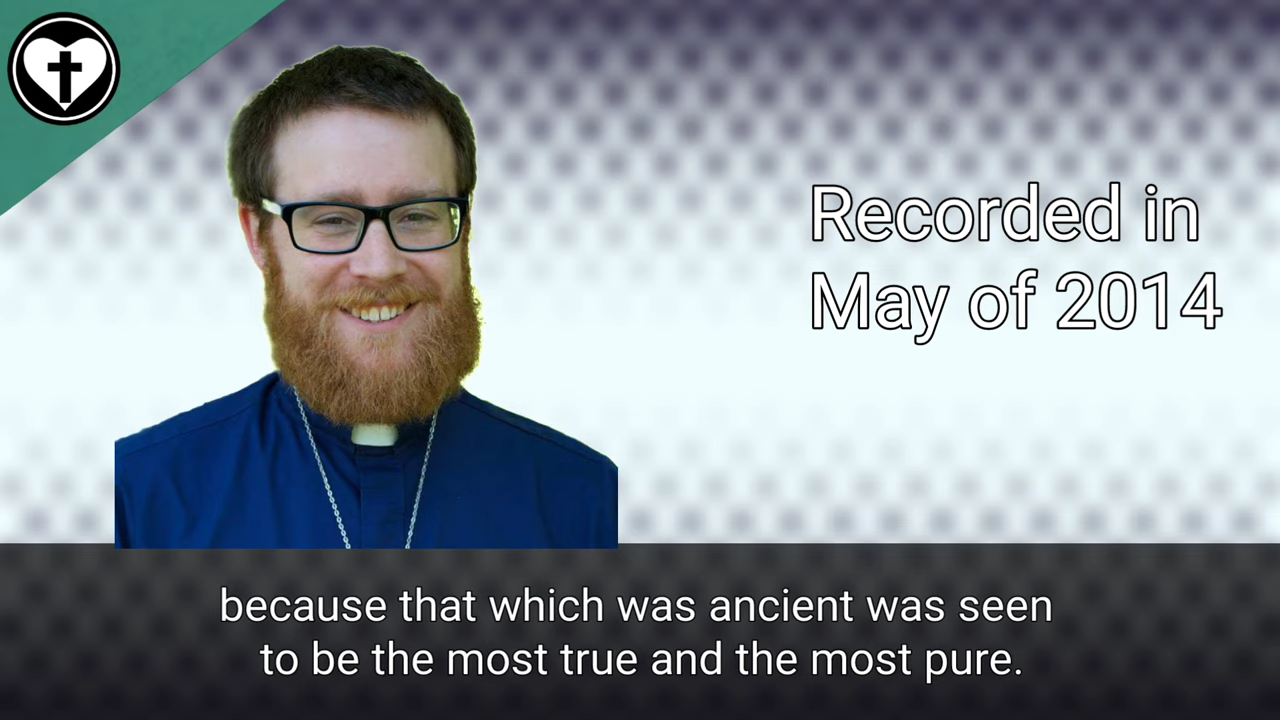 Recorded in
May of 2014
because that which was ancient was seen
to be the most true and the most pure.